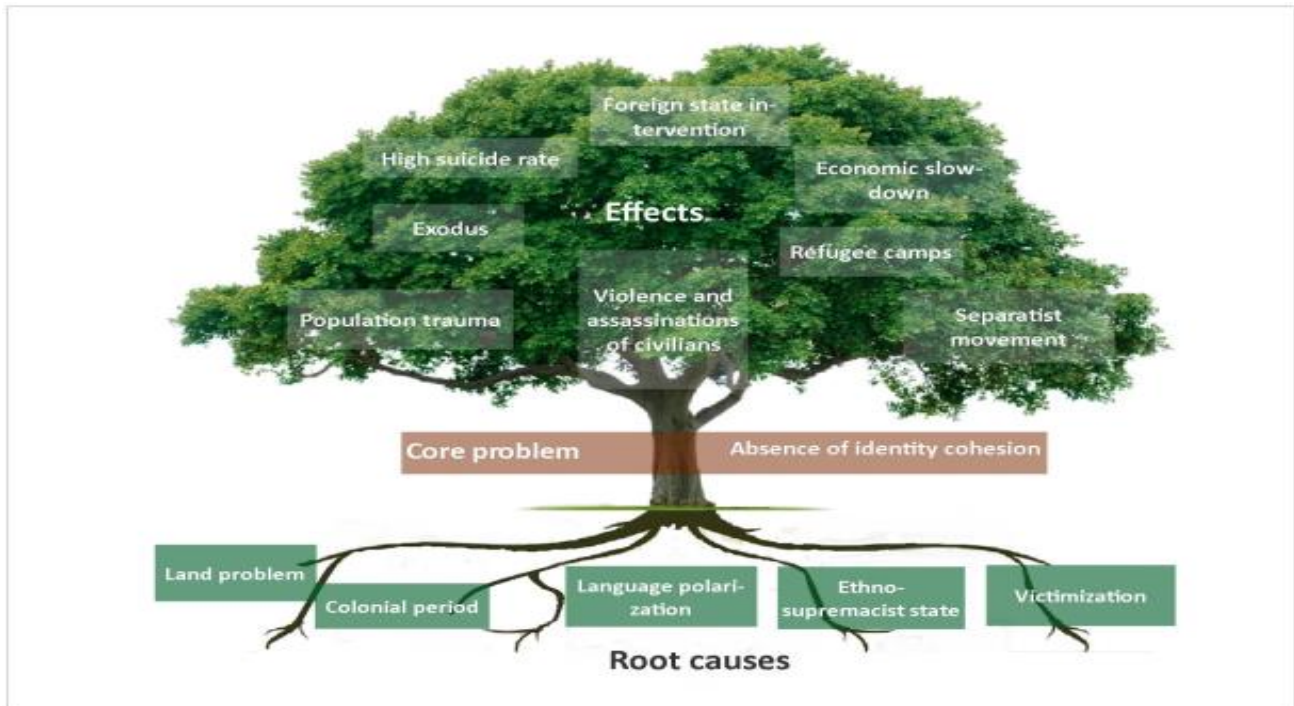 Foreign state in-
tervention
High suicide rate
Economic slow-
down
Effects
Exodus
Refugee camps
Violence and
assassinations
of civilians
Population trauma
Separatist
movement
Core problem
Absence of identity cohesion
Land problem
Colonial period
Language polari-
zation
Ethno-
supremacist state
Victimization
Root causes